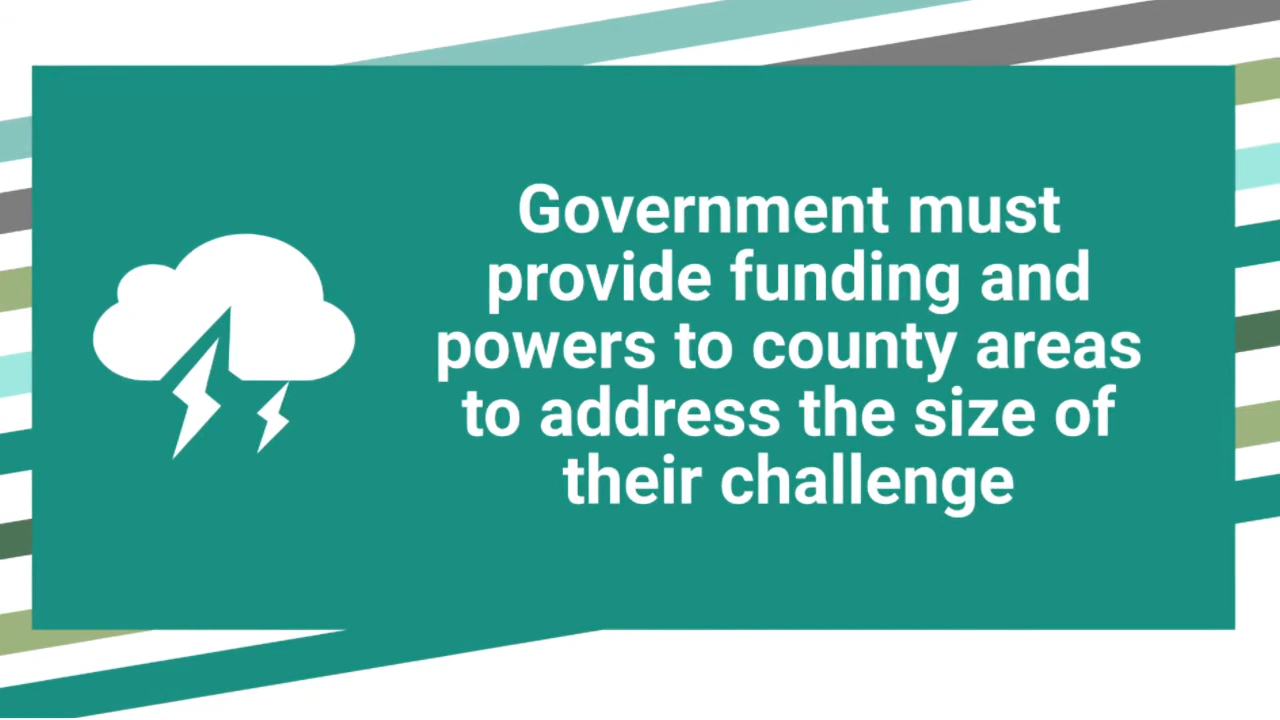 Government must
provide funding and
powers to county areas
to address the size of
their challenge